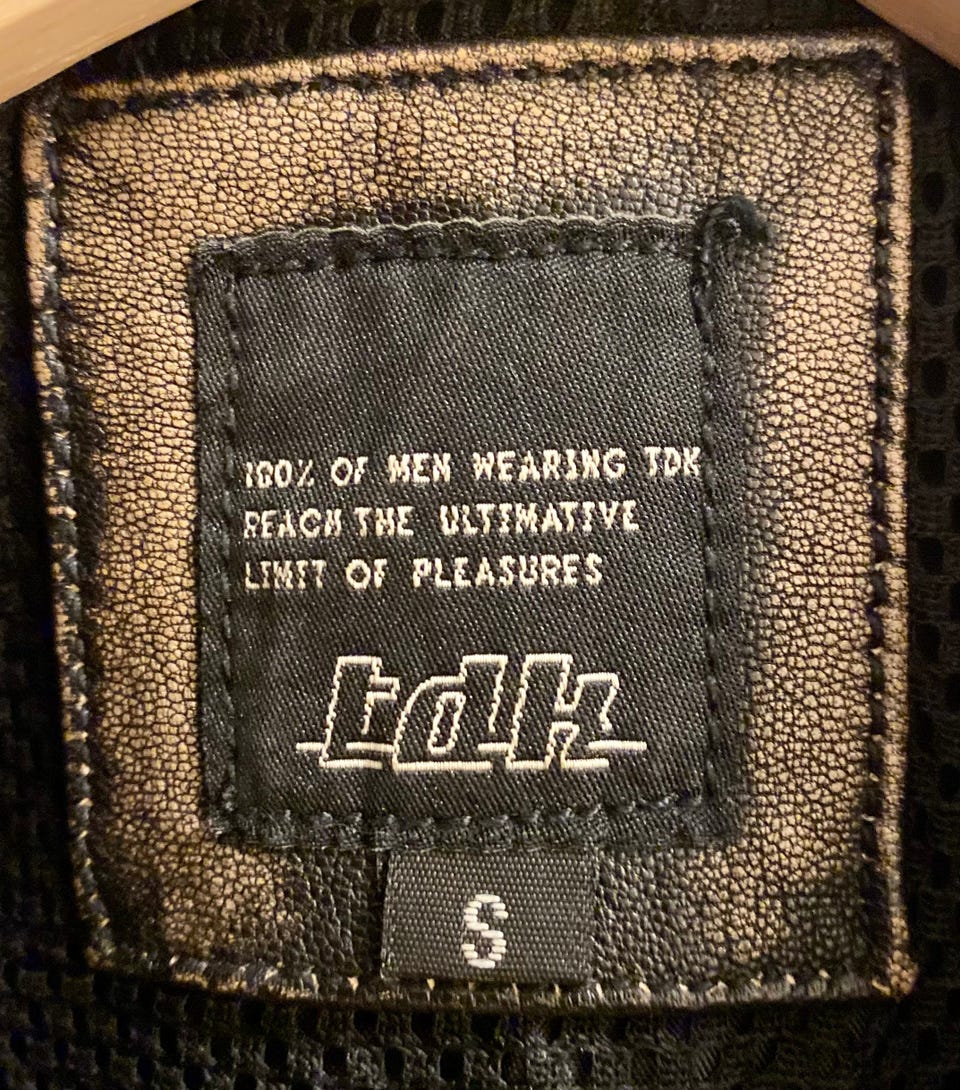 100% OF MEN WEARING TDK
REACH THE ULTIMATIVE
LIMIT OF PLEASURES
tdk
S